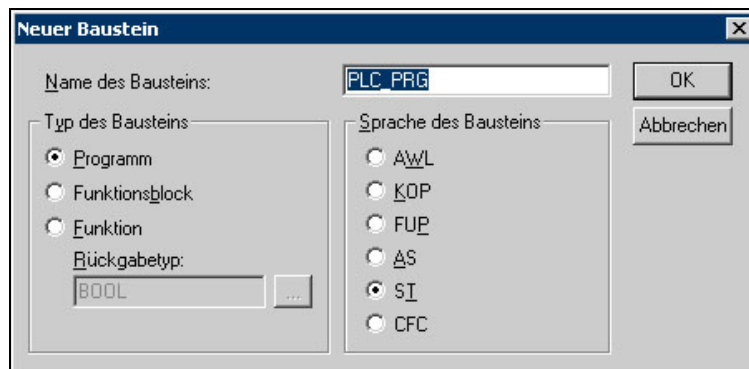 Neuer Baustein
Name des Bausteins:
PLC_PRG
OK
Abbrechen
Typ des Bausteins
Programm
Funktionsblock
Funktion
Rückgabetyp:
BOOL
...
Sprache des Bausteins
AWL
KOP
FUP
AS
ST
CFC